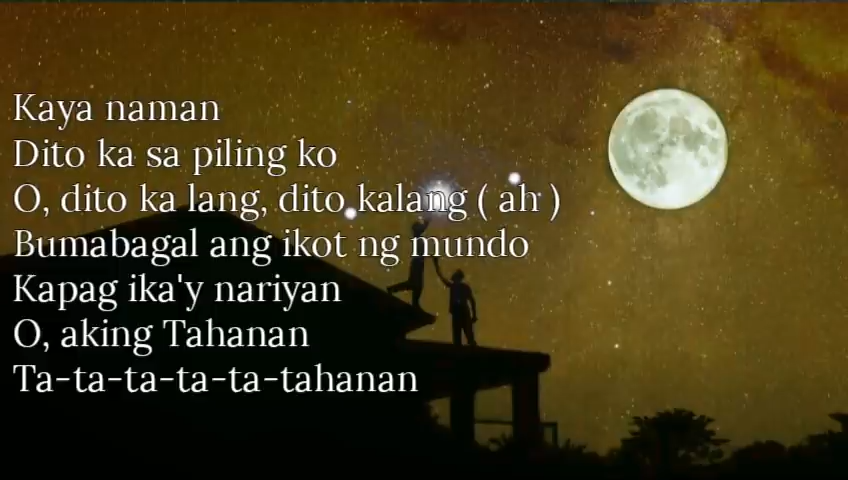 Kaya naman
Dito ka sa piling ko
O, dito ka lang, dito kalang ( ah )
Bumabagal ang ikot ng mundo
Kapag ika'y nariyan
O, aking Tahanan
Ta-ta-ta-ta-ta-tahanan